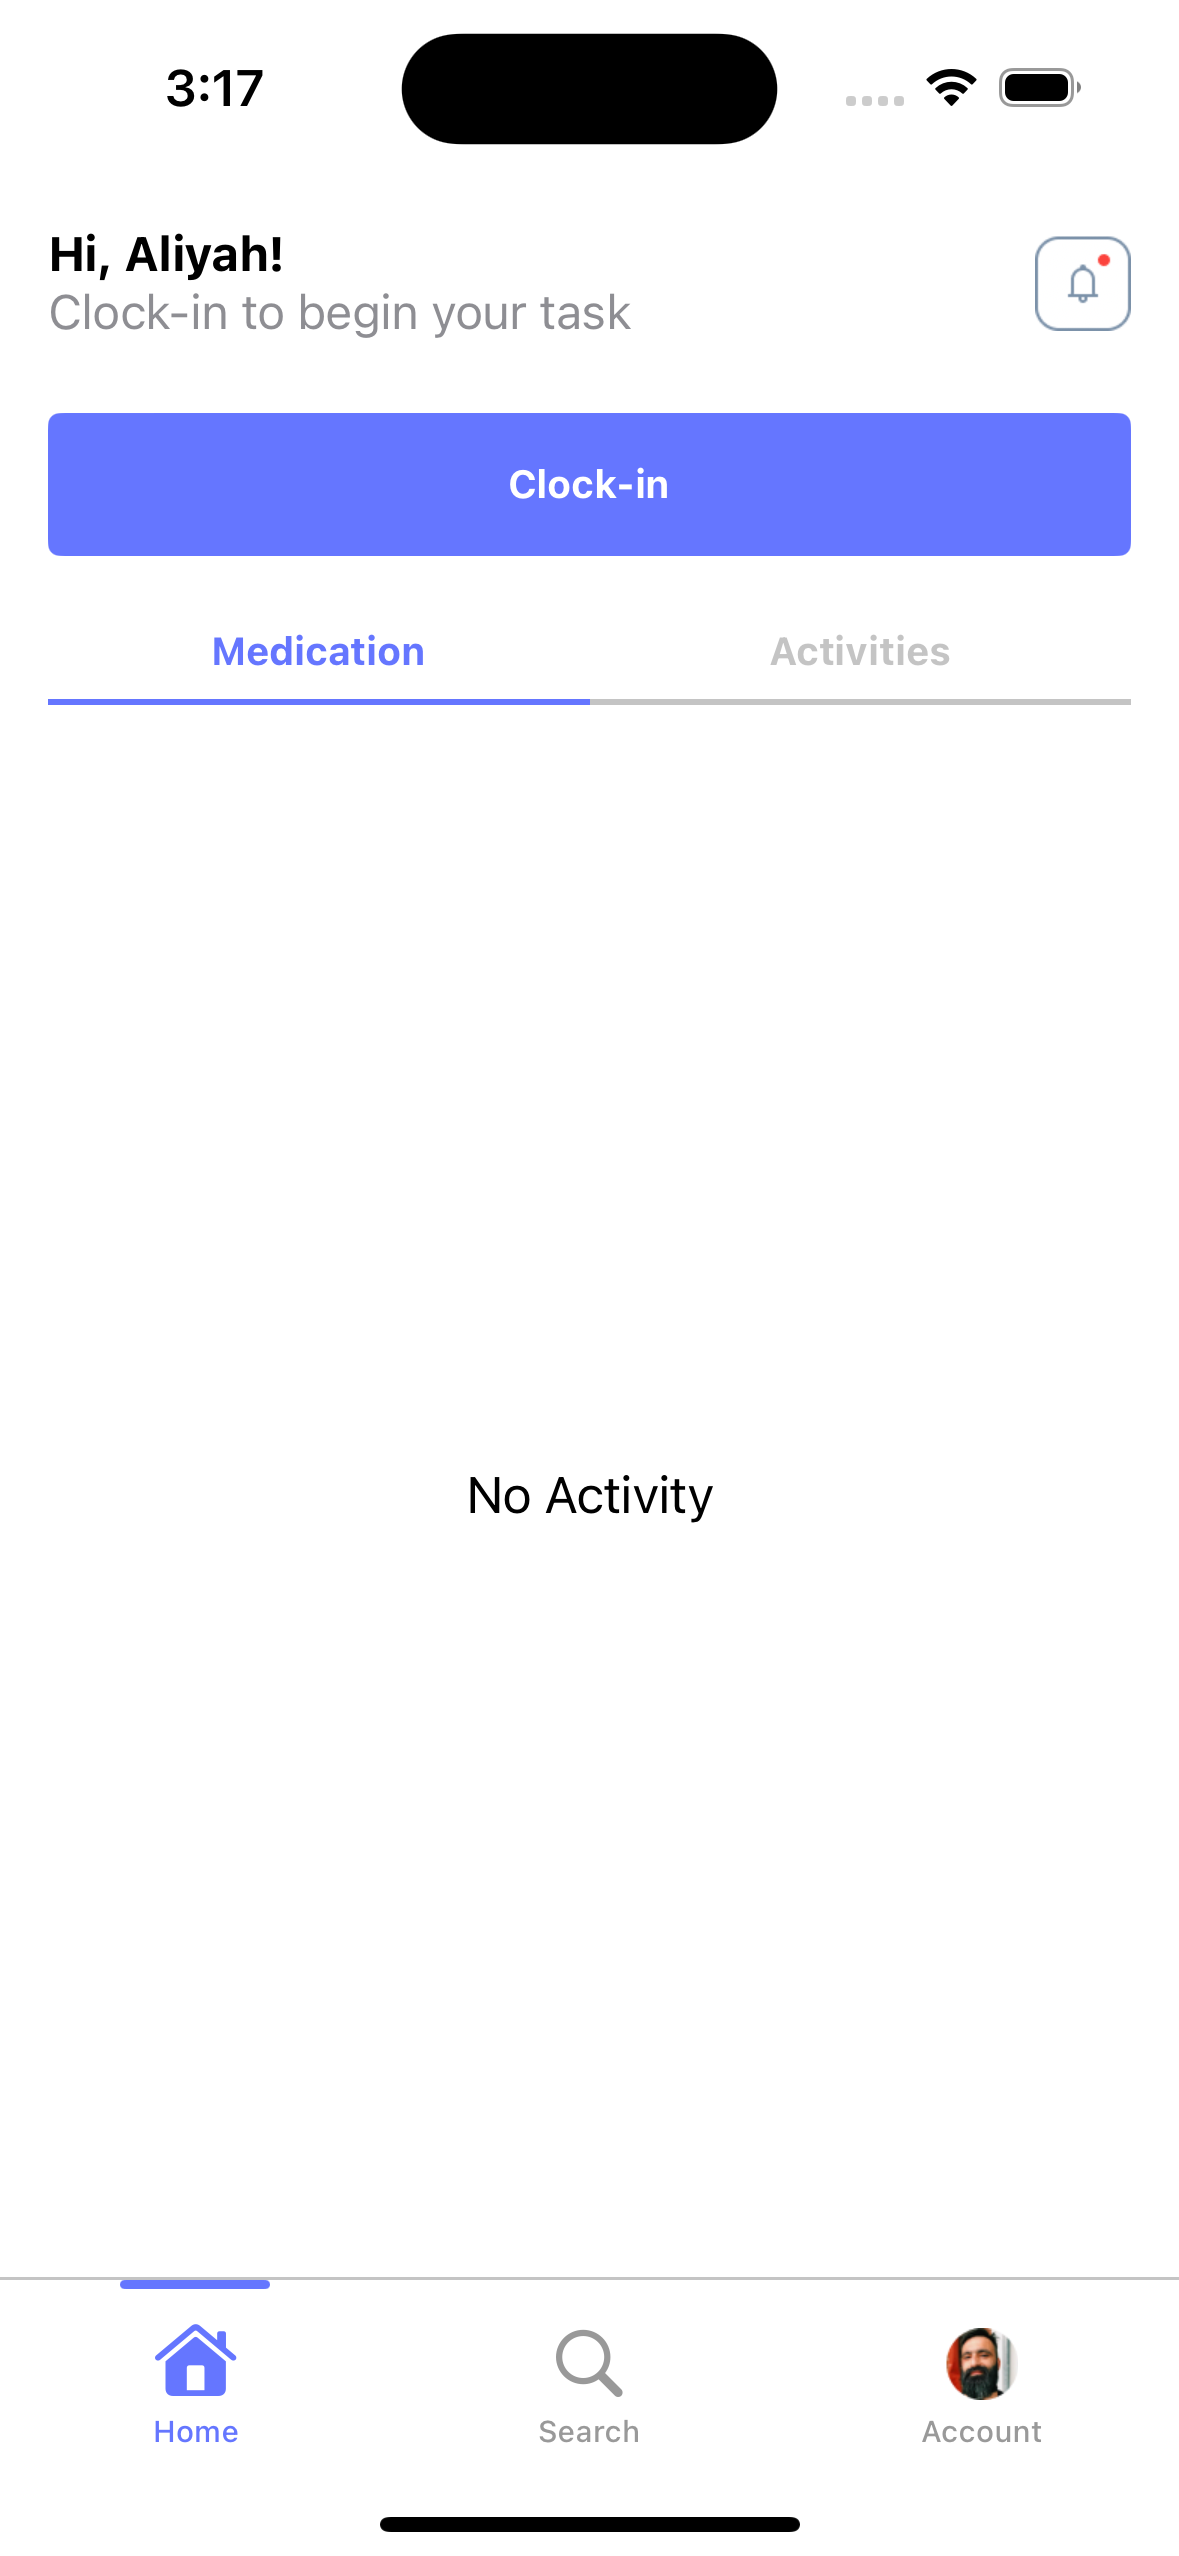 3:17
Hi, Aliyah!
Clock-in to begin your task
Clock-in
Medication
Activities
No Activity
Home
Search
Account